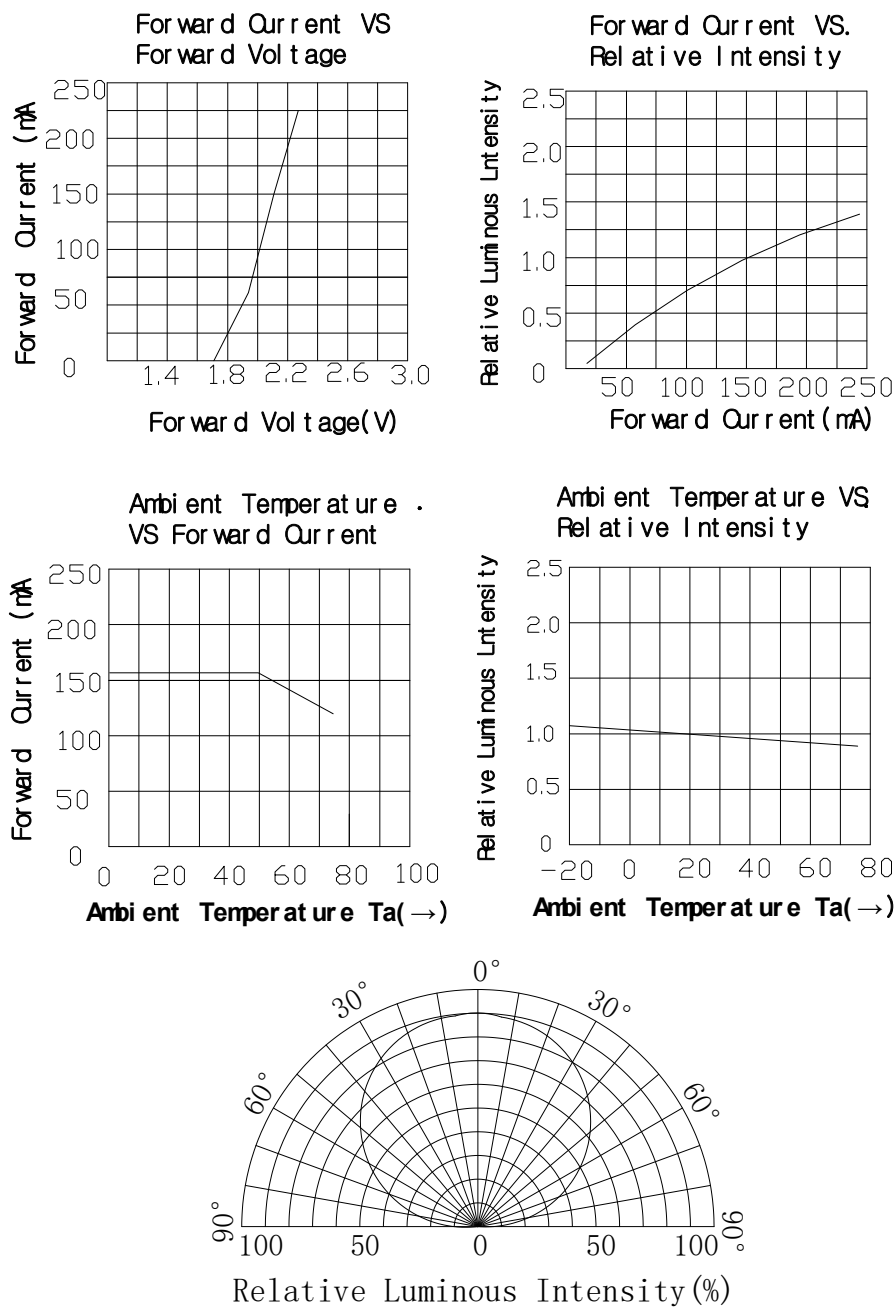 Forward Current VS
Forward Voltage
Forward Current (mA)
250
200
150
100
50
0
1.4 1.8 2.2 2.6 3.0
Forward Voltage(V)
Forward Current VS.
Relative Intensity
Relative Luminous Lntensity
2.5
2.0
1.5
1.0
0.5
0
50 100 150 200 250
Forward Current(mA)
Ambient Temperature .
VS Forward Current
Forward Current (mA)
250
200
150
100
50
0
0 20 40 60 80 100
Ambient Temperature Ta(→)
Ambient Temperature VS.
Relative Intensity
Relative Luminous Lntensity
2.5
2.0
1.5
1.0
0.5
0
-20 0 20 40 60 80
Ambient Temperature Ta(→)
0°
30° 30°
60° 60°
90° 90°
100 50 0 50 100
Relative Luminous Intensity(%)